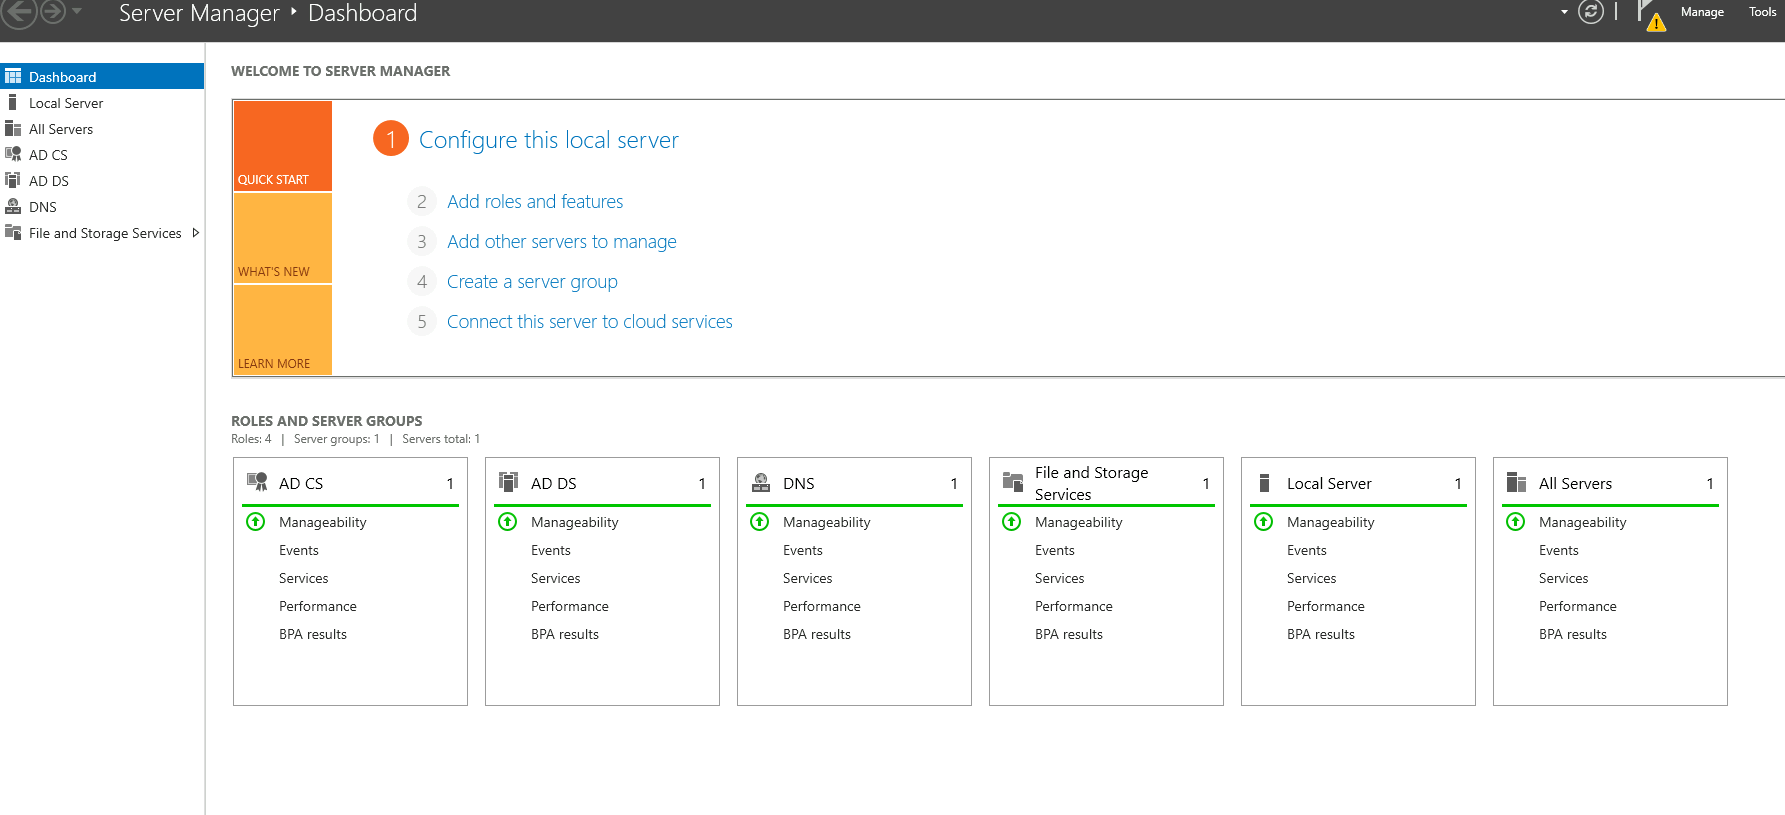 Server Manager ‣ Dashboard
Manage Tools
Dashboard
Local Server
All Servers
AD CS
AD DS
DNS
File and Storage Services
WELCOME TO SERVER MANAGER
QUICK START
WHAT'S NEW
LEARN MORE
1 Configure this local server
2 Add roles and features
3 Add other servers to manage
4 Create a server group
5 Connect this server to cloud services
ROLES AND SERVER GROUPS
Roles: 4 | Server groups: 1 | Servers total: 1
AD CS 1
Manageability
Events
Services
Performance
BPA results
AD DS 1
Manageability
Events
Services
Performance
BPA results
DNS 1
Manageability
Events
Services
Performance
BPA results
File and Storage
Services 1
Manageability
Events
Services
Performance
BPA results
Local Server 1
Manageability
Events
Services
Performance
BPA results
All Servers 1
Manageability
Events
Services
Performance
BPA results